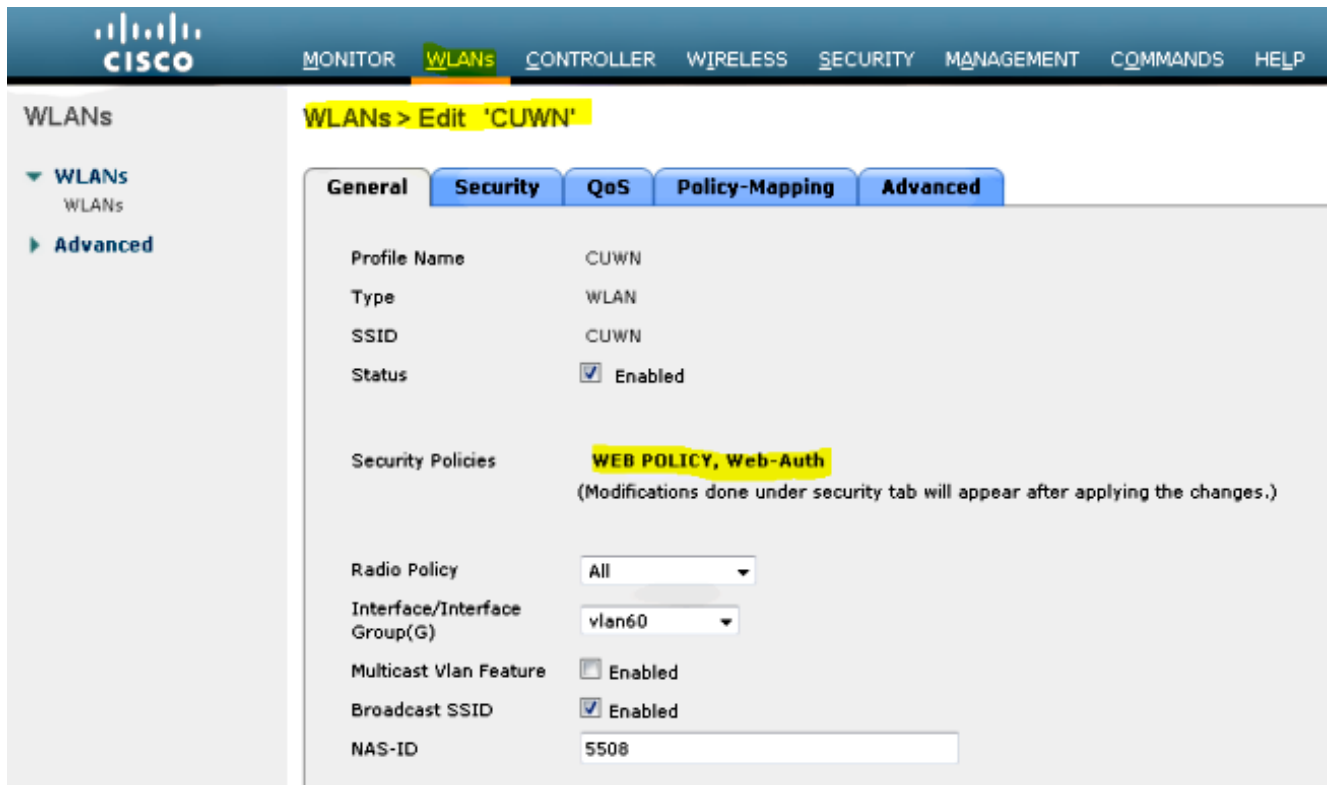 CISCO
MONITOR WLANs CONTROLLER WIRELESS SECURITY MANAGEMENT COMMANDS HELP
WLANs
WLANs
WLANs
Advanced
WLANs > Edit 'CUWN'
General Security QoS Policy-Mapping Advanced
Profile Name CUWN
Type WLAN
SSID CUWN
Status Enabled
Security Policies WEB POLICY, Web-Auth
(Modifications done under security tab will appear after applying the changes.)
Radio Policy All
Interface/Interface
Group(G) vlan60
Multicast Vlan Feature Enabled
Broadcast SSID Enabled
NAS-ID 5508